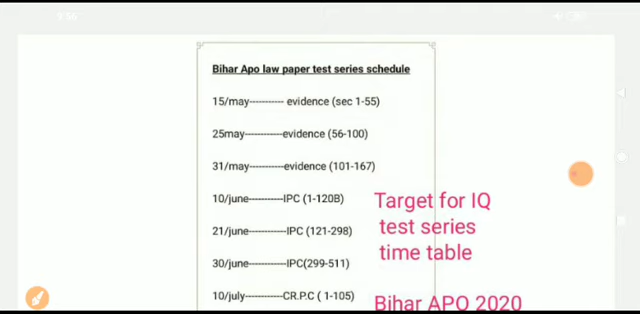 Bihar Apo law paper test series schedule
15/may---------- evidence (sec 1-55)
25may-----------evidence (56-100)
31/may----------evidence (101-167)
10/june----------IPC (1-120B)
21/june----------IPC (121-298)
30/june----------IPC(299-511)
10/july-----------CR.P.C ( 1-105)
Target for IQ
test series
time table
Bihar APO 2020